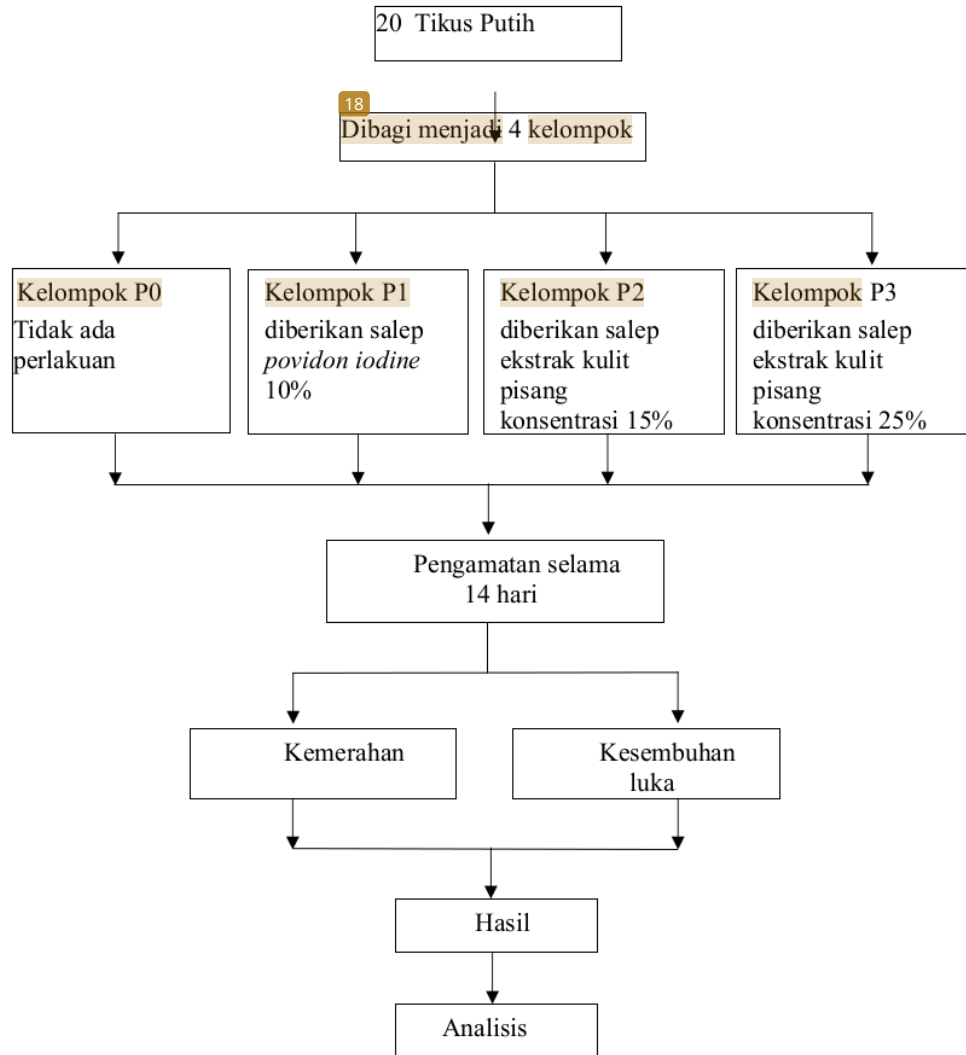 20 Tikus Putih
18
Dibagi menjadi 4 kelompok
Kelompok P0
Tidak ada
perlakuan
Kelompok P1
diberikan salep
povidon iodine
10%
Kelompok P2
diberikan salep
ekstrak kulit
pisang
konsentrasi 15%
Kelompok P3
diberikan salep
ekstrak kulit
pisang
konsentrasi 25%
Pengamatan selama
14 hari
Kemerahan
Kesembuhan
luka
Hasil
Analisis